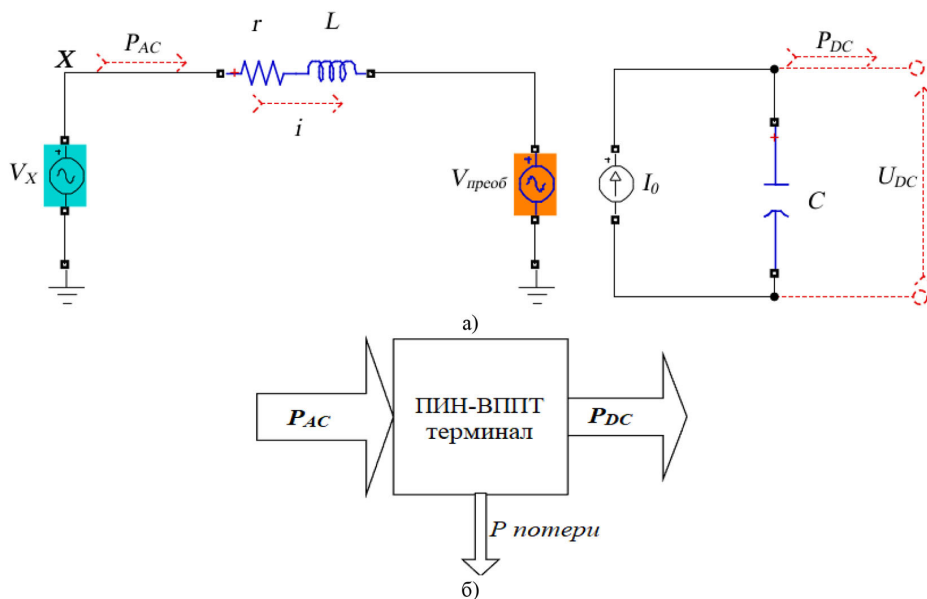 X
P_AC
r
L
i
V_X
V_преоб
I_0
C
P_DC
U_DC
а)
P_AC
ПИН-ВППТ
терминал
P_DC
P потери
б)